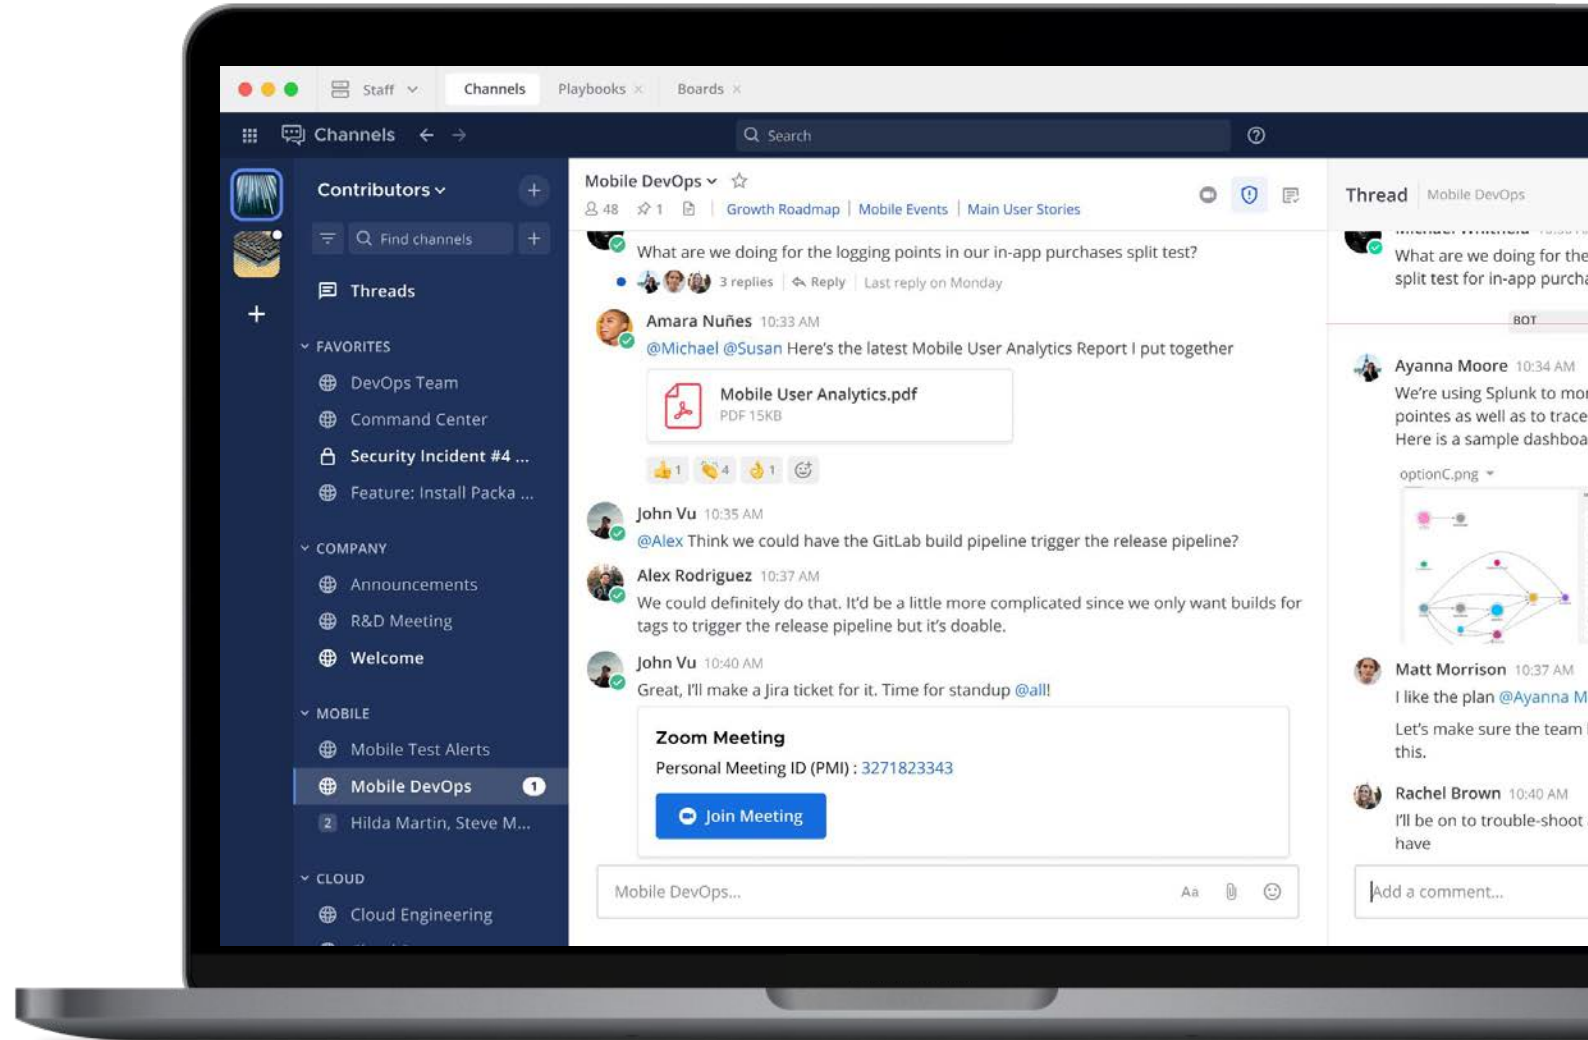 Staff
Channels
Playbooks
Boards
Channels
Search
Contributors
Find channels
Threads
FAVORITES
DevOps Team
Command Center
Security Incident #4 ...
Feature: Install Packa ...
COMPANY
Announcements
R&D Meeting
Welcome
MOBILE
Mobile Test Alerts
Mobile DevOps 1
2 Hilda Martin, Steve M...
CLOUD
Cloud Engineering
Mobile DevOps
48 1 Growth Roadmap Mobile Events Main User Stories
What are we doing for the logging points in our in-app purchases split test?
3 replies Reply Last reply on Monday
Amara Nuñes 10:33 AM
@Michael @Susan Here's the latest Mobile User Analytics Report I put together
Mobile User Analytics.pdf
PDF 15KB
1 4 1
John Vu 10:35 AM
@Alex Think we could have the GitLab build pipeline trigger the release pipeline?
Alex Rodriguez 10:37 AM
We could definitely do that. It'd be a little more complicated since we only want builds for
tags to trigger the release pipeline but it's doable.
John Vu 10:40 AM
Great, I'll make a Jira ticket for it. Time for standup @all!
Zoom Meeting
Personal Meeting ID (PMI) : 3271823343
Join Meeting
Mobile DevOps...
Aa
Thread Mobile DevOps
What are we doing for the
split test for in-app purcha
BOT
Ayanna Moore 10:34 AM
We're using Splunk to mor
pointes as well as to trace
Here is a sample dashboa
optionC.png
Matt Morrison 10:37 AM
I like the plan @Ayanna M
Let's make sure the team
this.
Rachel Brown 10:40 AM
I'll be on to trouble-shoot
have
Add a comment...